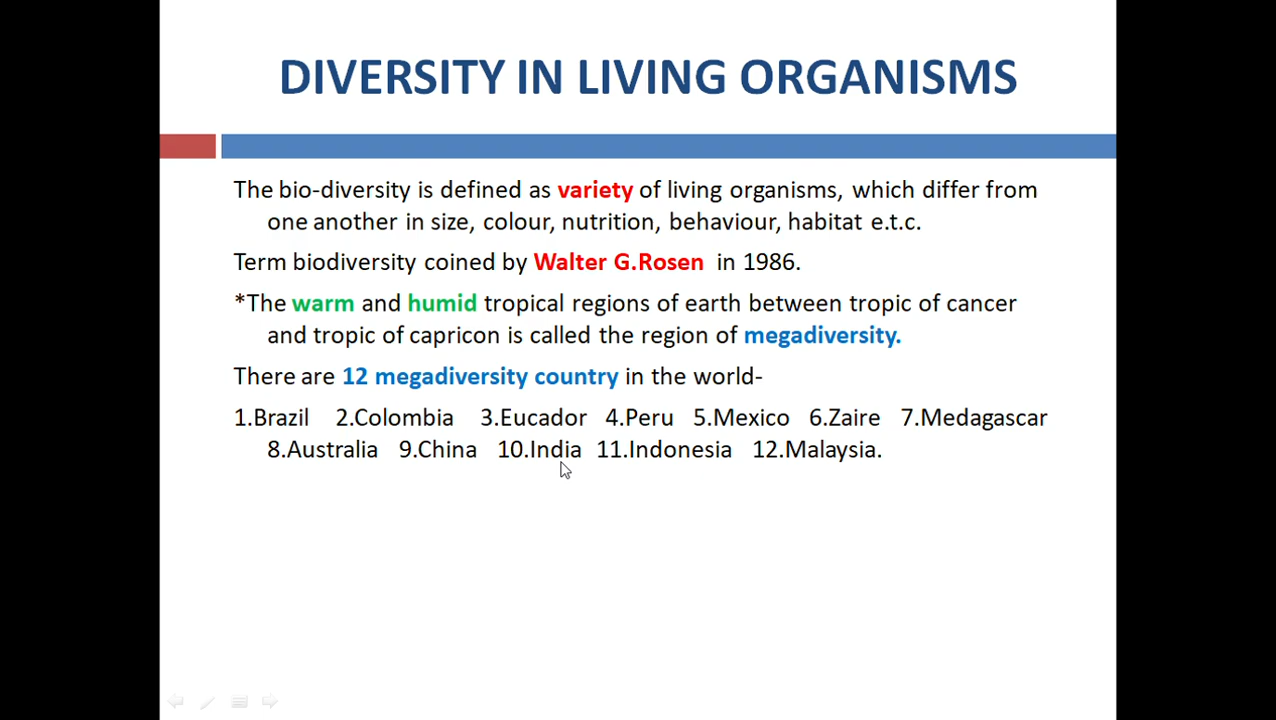 DIVERSITY IN LIVING ORGANISMS
The bio-diversity is defined as variety of living organisms, which differ from
one another in size, colour, nutrition, behaviour, habitat e.t.c.
Term biodiversity coined by Walter G.Rosen in 1986.
*The warm and humid tropical regions of earth between tropic of cancer
and tropic of capricon is called the region of megadiversity.
There are 12 megadiversity country in the world-
1.Brazil 2.Colombia 3.Eucador 4.Peru 5.Mexico 6.Zaire 7.Medagascar
8.Australia 9.China 10.India 11.Indonesia 12.Malaysia.